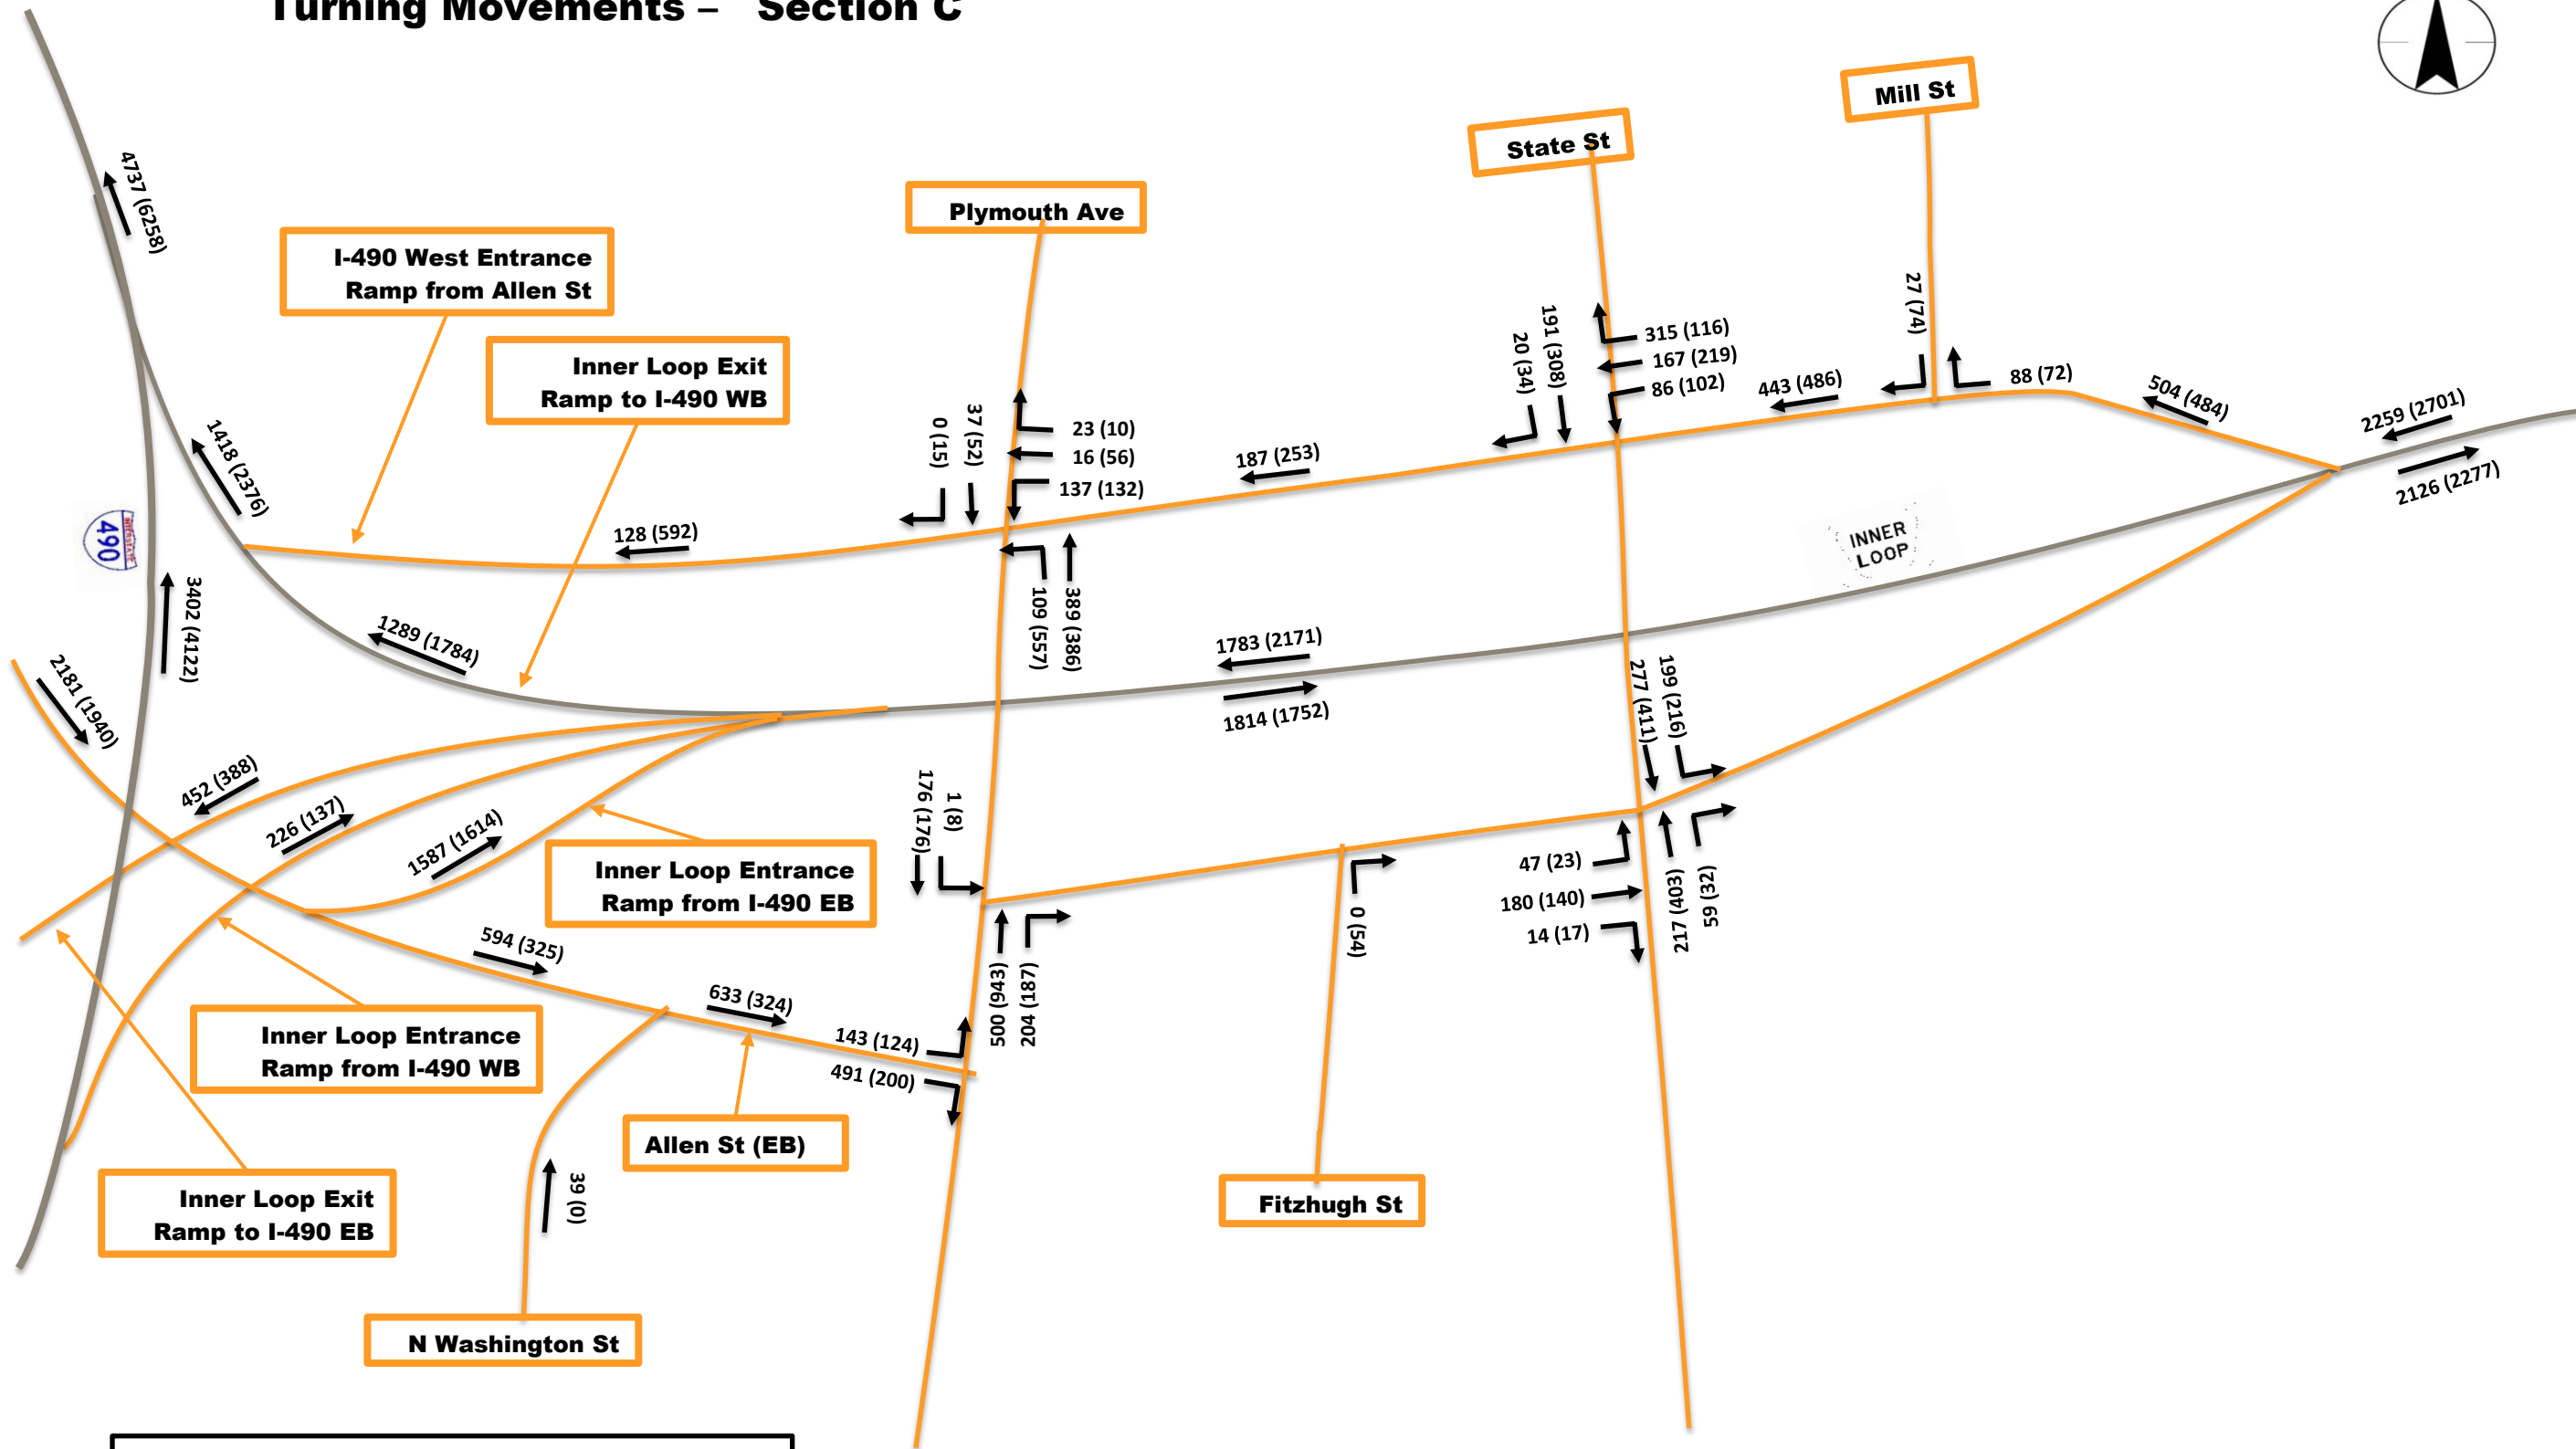 Turning Movements – Section C
Mill St
State St
4737 (6258)
Plymouth Ave
I-490 West Entrance
Ramp from Allen St
27 (74)
315 (116)
191 (308)
20 (34)
167 (219)
86 (102)
443 (486)
88 (72)
504 (484)
2259 (2701)
2126 (2277)
Inner Loop Exit
Ramp to I-490 WB
1418 (2376)
0 (15)
37 (52)
23 (10)
16 (56)
137 (132)
187 (253)
INTERSTATE
490
128 (592)
INNER
LOOP
3402 (4122)
109 (557)
389 (386)
1289 (1784)
1783 (2171)
1814 (1752)
277 (411)
199 (216)
2181 (1940)
452 (388)
226 (137)
1587 (1614)
176 (176)
1 (8)
Inner Loop Entrance
Ramp from I-490 EB
47 (23)
180 (140)
14 (17)
217 (403)
59 (32)
0 (54)
594 (325)
633 (324)
500 (943)
204 (187)
143 (124)
491 (200)
Inner Loop Entrance
Ramp from I-490 WB
Allen St (EB)
Inner Loop Exit
Ramp to I-490 EB
39 (0)
Fitzhugh St
N Washington St